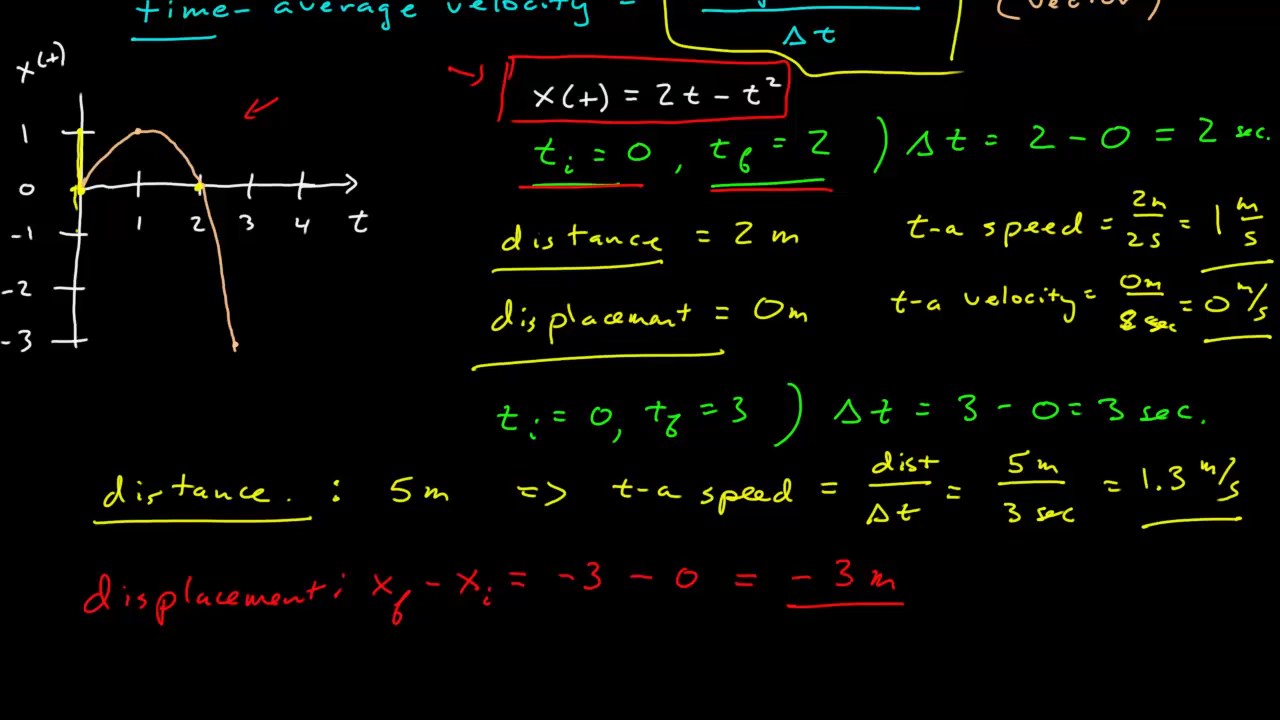 time-average velocity =
Δt
(vector)
x(t)
x(t) = 2t - t²
1
0
-1
-2
-3
1 2 3 4 t
tᵢ = 0, t_f = 2 ) Δt = 2 - 0 = 2 sec.
distance = 2 m
t-a speed = 2m/2s = 1 m/s
displacement = 0m
t-a velocity = 0m/2 sec = 0 m/s
tᵢ = 0, t_f = 3 ) Δt = 3 - 0 = 3 sec.
distance : 5m => t-a speed = dist/Δt = 5m/3 sec = 1.3 m/s
displacement: x_f - xᵢ = -3 - 0 = -3 m